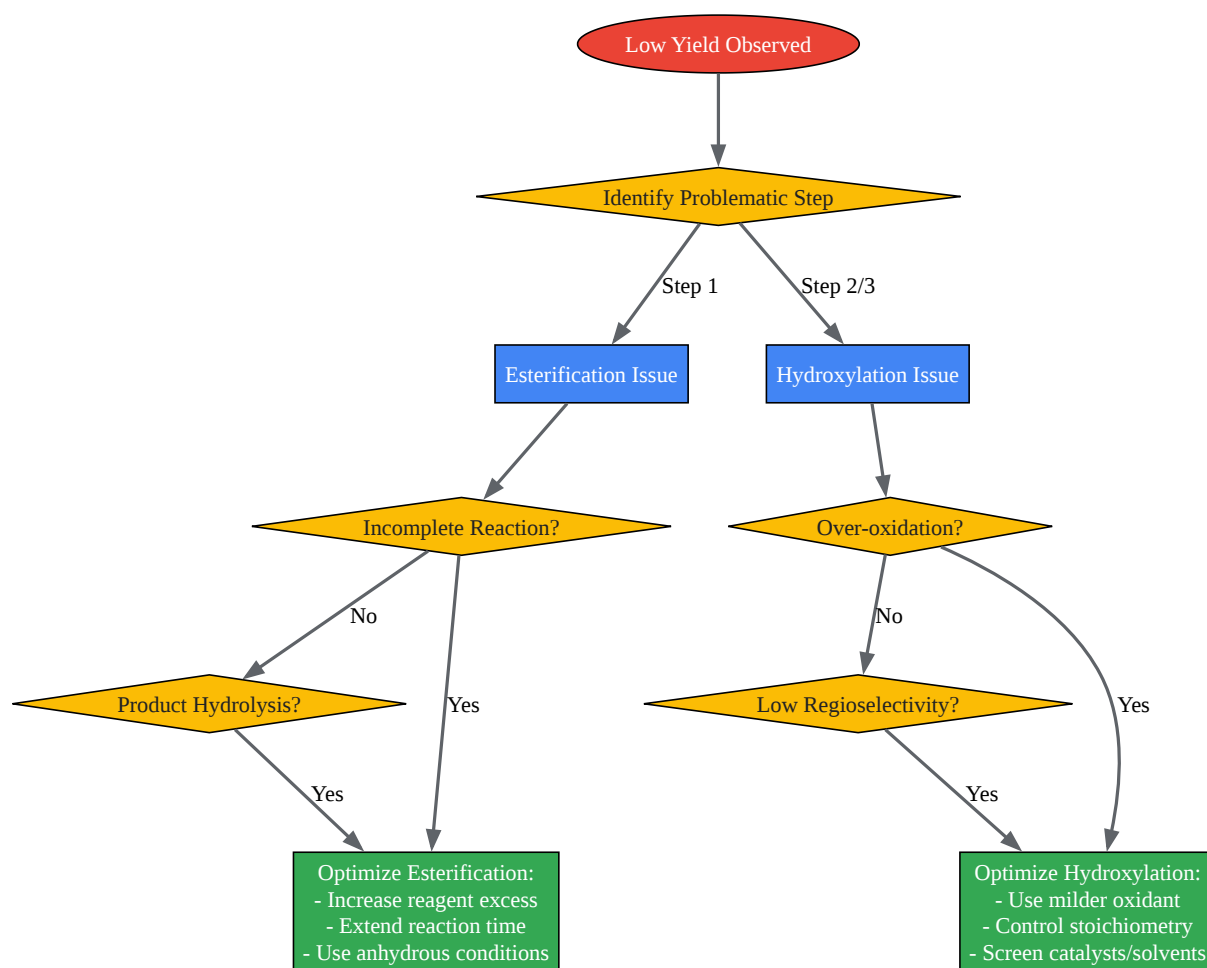 Low Yield Observed
Identify Problematic Step
Step 1
Step 2/3
Esterification Issue
Hydroxylation Issue
Incomplete Reaction?
Over-oxidation?
No
No
Product Hydrolysis?
Yes
Low Regioselectivity?
Yes
Yes
Yes
Optimize Esterification:
- Increase reagent excess
- Extend reaction time
- Use anhydrous conditions
Optimize Hydroxylation:
- Use milder oxidant
- Control stoichiometry
- Screen catalysts/solvents